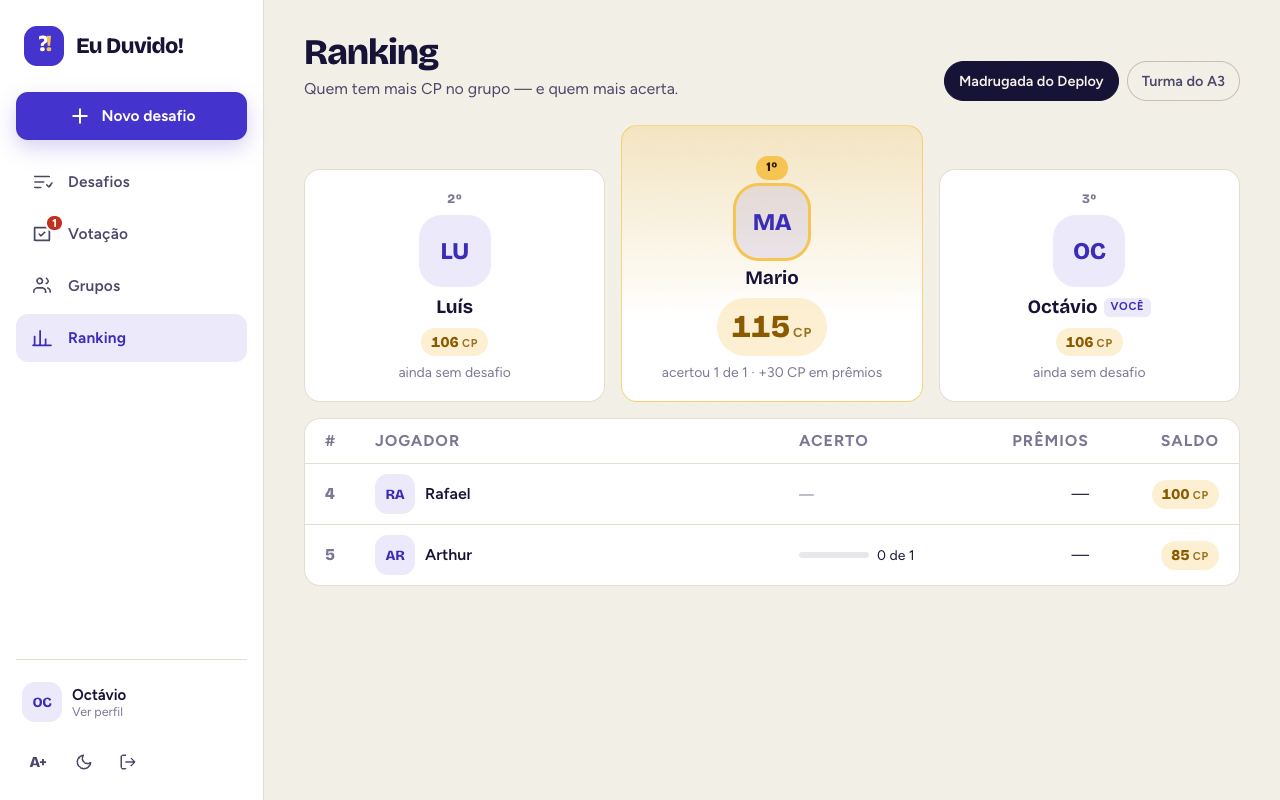 ?!
Eu Duvido!
Novo desafio
Desafios
1
Votação
Grupos
Ranking
Octávio
OC
Ver perfil
A+
Ranking
Quem tem mais CP no grupo — e quem mais acerta.
Madrugada do Deploy
Turma do A3
2º
LU
Luís
106 CP
ainda sem desafio
1º
MA
Mario
115 CP
acertou 1 de 1 · +30 CP em prêmios
3º
OC
Octávio VOCÊ
106 CP
ainda sem desafio
# JOGADOR ACERTO PRÊMIOS SALDO
4 RA Rafael — — 100 CP
5 AR Arthur 0 de 1 — 85 CP